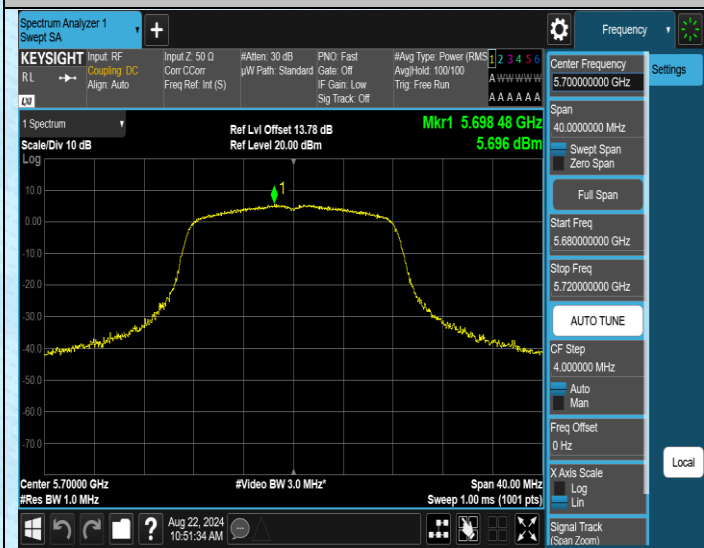 Spectrum Analyzer 1
Swept SA
+
Frequency
KEYSIGHT
RL
LXI
Input: RF
Coupling: DC
Align: Auto
Input Z: 50 Ω
Corr CCorr
Freq Ref: Int (S)
#Atten: 30 dB
µW Path: Standard
PNO: Fast
Gate: Off
IF Gain: Low
Sig Track: Off
#Avg Type: Power (RMS
Avg|Hold: 100/100
Trig: Free Run
1 2 3 4 5 6
A W W W W W
A A A A A A
1 Spectrum
Scale/Div 10 dB
Log
Ref Lvl Offset 13.78 dB
Ref Level 20.00 dBm
Mkr1 5.698 48 GHz
5.696 dBm
1
10.0
0.00
-10.0
-20.0
-30.0
-40.0
-50.0
-60.0
-70.0
Center 5.70000 GHz
#Res BW 1.0 MHz
#Video BW 3.0 MHz*
Span 40.00 MHz
Sweep 1.00 ms (1001 pts)
?
Aug 22, 2024
10:51:34 AM
Center Frequency
5.700000000 GHz
Span
40.0000000 MHz
Swept Span
Zero Span
Full Span
Start Freq
5.680000000 GHz
Stop Freq
5.720000000 GHz
AUTO TUNE
CF Step
4.000000 MHz
Auto
Man
Freq Offset
0 Hz
X Axis Scale
Log
Lin
Signal Track
(Span Zoom)
Settings
Local